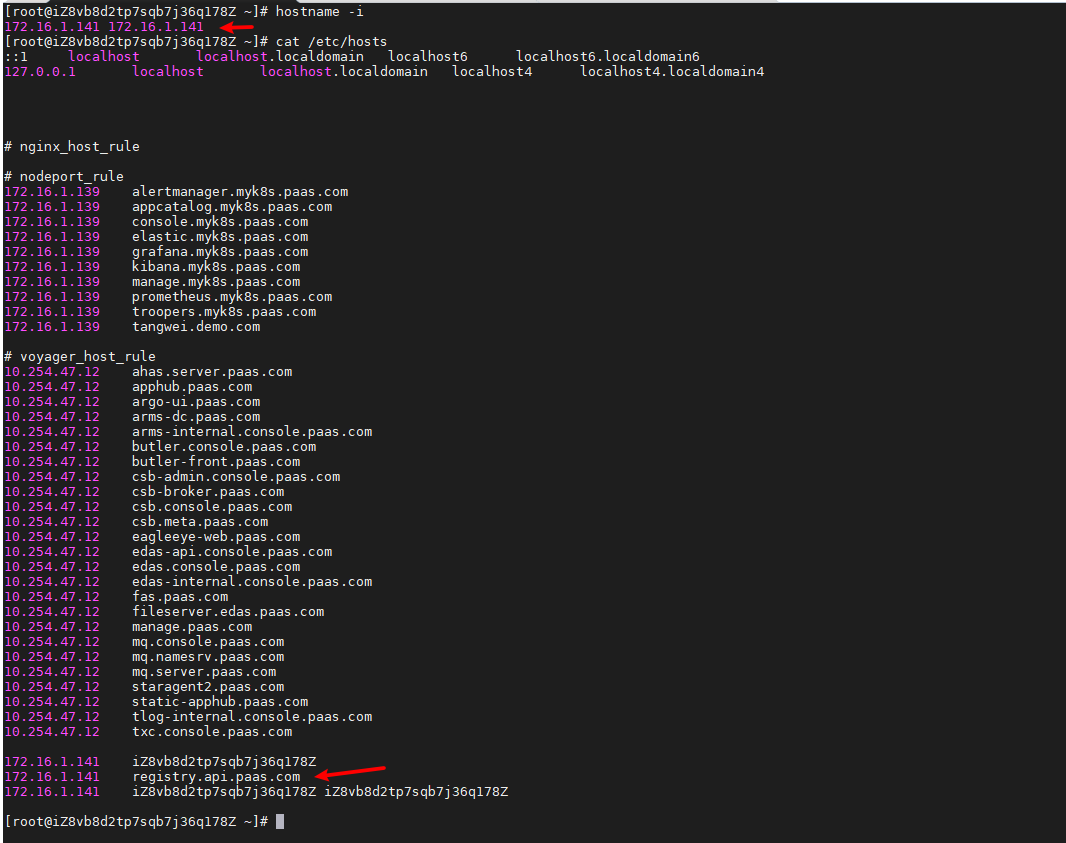 [root@iZ8vb8d2tp7sqb7j36q178Z ~]# hostname -i
172.16.1.141 172.16.1.141
[root@iZ8vb8d2tp7sqb7j36q178Z ~]# cat /etc/hosts
::1 localhost localhost.localdomain localhost6 localhost6.localdomain6
127.0.0.1 localhost localhost.localdomain localhost4 localhost4.localdomain4
# nginx_host_rule
# nodeport_rule
172.16.1.139 alertmanager.myk8s.paas.com
172.16.1.139 appcatalog.myk8s.paas.com
172.16.1.139 console.myk8s.paas.com
172.16.1.139 elastic.myk8s.paas.com
172.16.1.139 grafana.myk8s.paas.com
172.16.1.139 kibana.myk8s.paas.com
172.16.1.139 manage.myk8s.paas.com
172.16.1.139 prometheus.myk8s.paas.com
172.16.1.139 troopers.myk8s.paas.com
172.16.1.139 tangwei.demo.com
# voyager_host_rule
10.254.47.12 ahas.server.paas.com
10.254.47.12 apphub.paas.com
10.254.47.12 argo-ui.paas.com
10.254.47.12 arms-dc.paas.com
10.254.47.12 arms-internal.console.paas.com
10.254.47.12 butler.console.paas.com
10.254.47.12 butler-front.paas.com
10.254.47.12 csb-admin.console.paas.com
10.254.47.12 csb-broker.paas.com
10.254.47.12 csb.console.paas.com
10.254.47.12 csb.meta.paas.com
10.254.47.12 eagleeye-web.paas.com
10.254.47.12 edas-api.console.paas.com
10.254.47.12 edas.console.paas.com
10.254.47.12 edas-internal.console.paas.com
10.254.47.12 fas.paas.com
10.254.47.12 fileserver.edas.paas.com
10.254.47.12 manage.paas.com
10.254.47.12 mq.console.paas.com
10.254.47.12 mq.namesrv.paas.com
10.254.47.12 mq.server.paas.com
10.254.47.12 staragent2.paas.com
10.254.47.12 static-apphub.paas.com
10.254.47.12 tlog-internal.console.paas.com
10.254.47.12 txc.console.paas.com
172.16.1.141 iZ8vb8d2tp7sqb7j36q178Z
172.16.1.141 registry.api.paas.com
172.16.1.141 iZ8vb8d2tp7sqb7j36q178Z iZ8vb8d2tp7sqb7j36q178Z
[root@iZ8vb8d2tp7sqb7j36q178Z ~]#